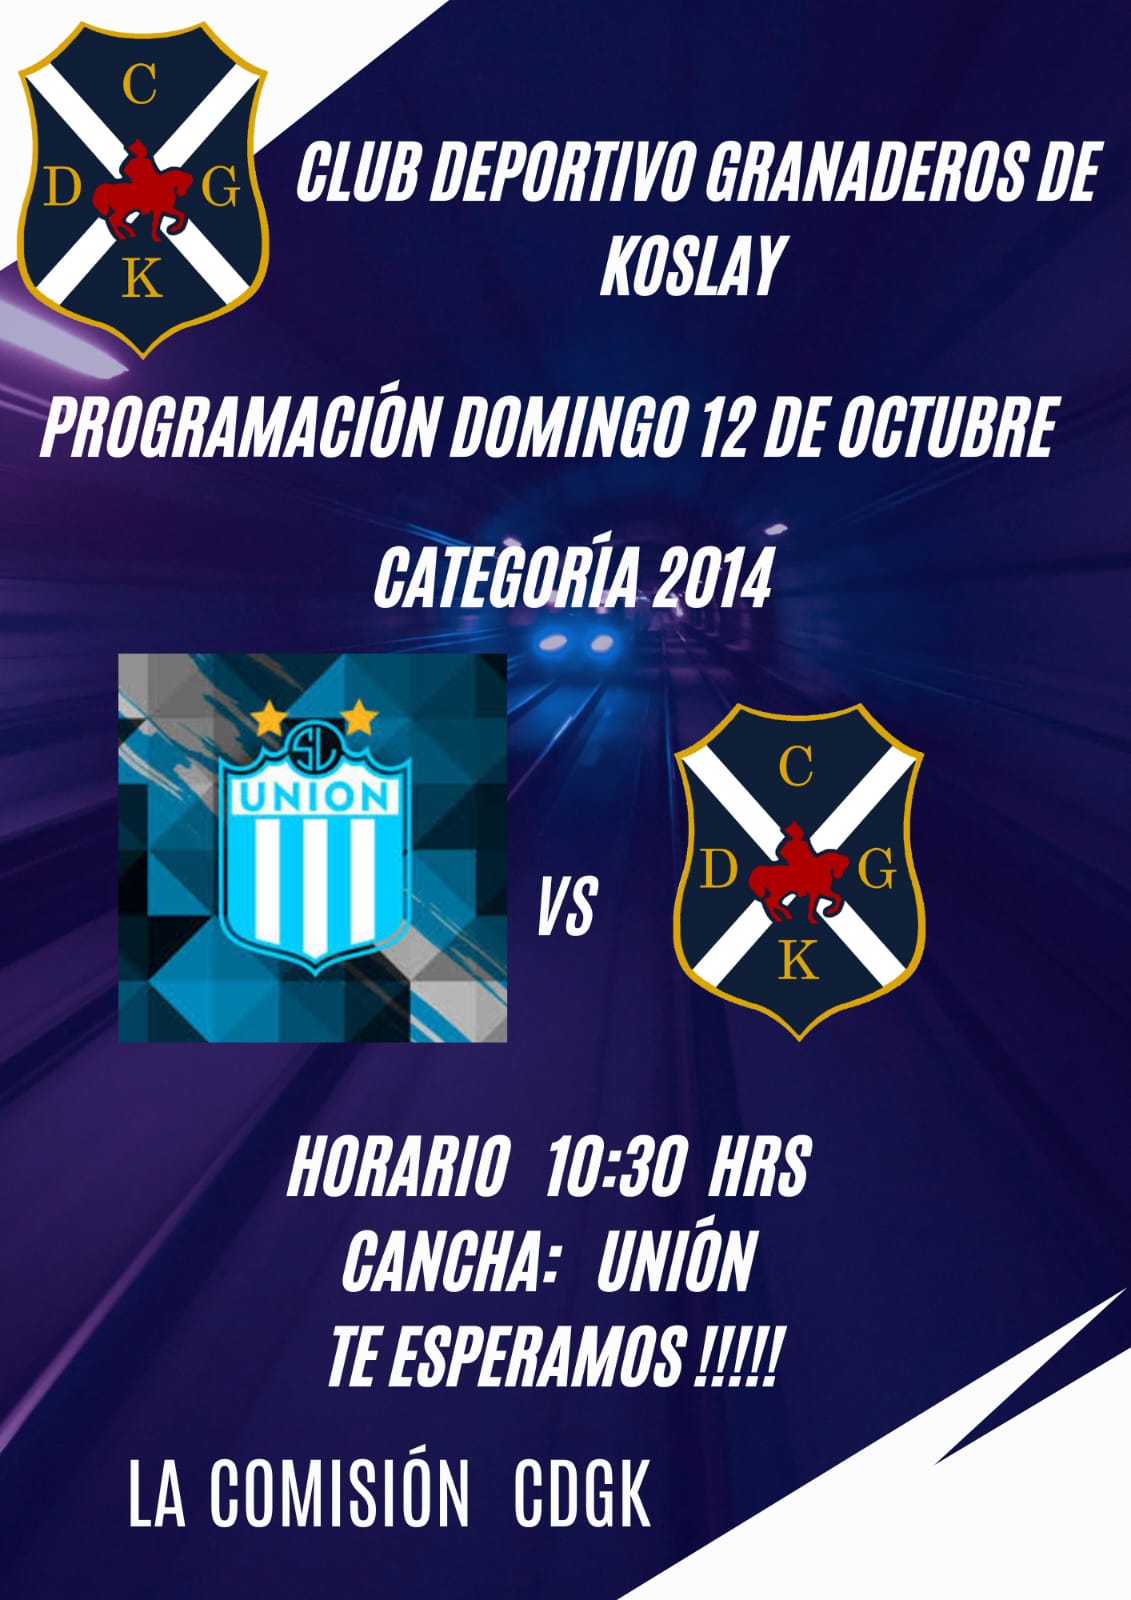 C
D G
K
CLUB DEPORTIVO GRANADEROS DE
KOSLAY
PROGRAMACIÓN DOMINGO 12 DE OCTUBRE
CATEGORÍA 2014
SL
UNION
VS
C
D G
K
HORARIO 10:30 HRS
CANCHA: UNIÓN
TE ESPERAMOS !!!!!
LA COMISIÓN CDGK